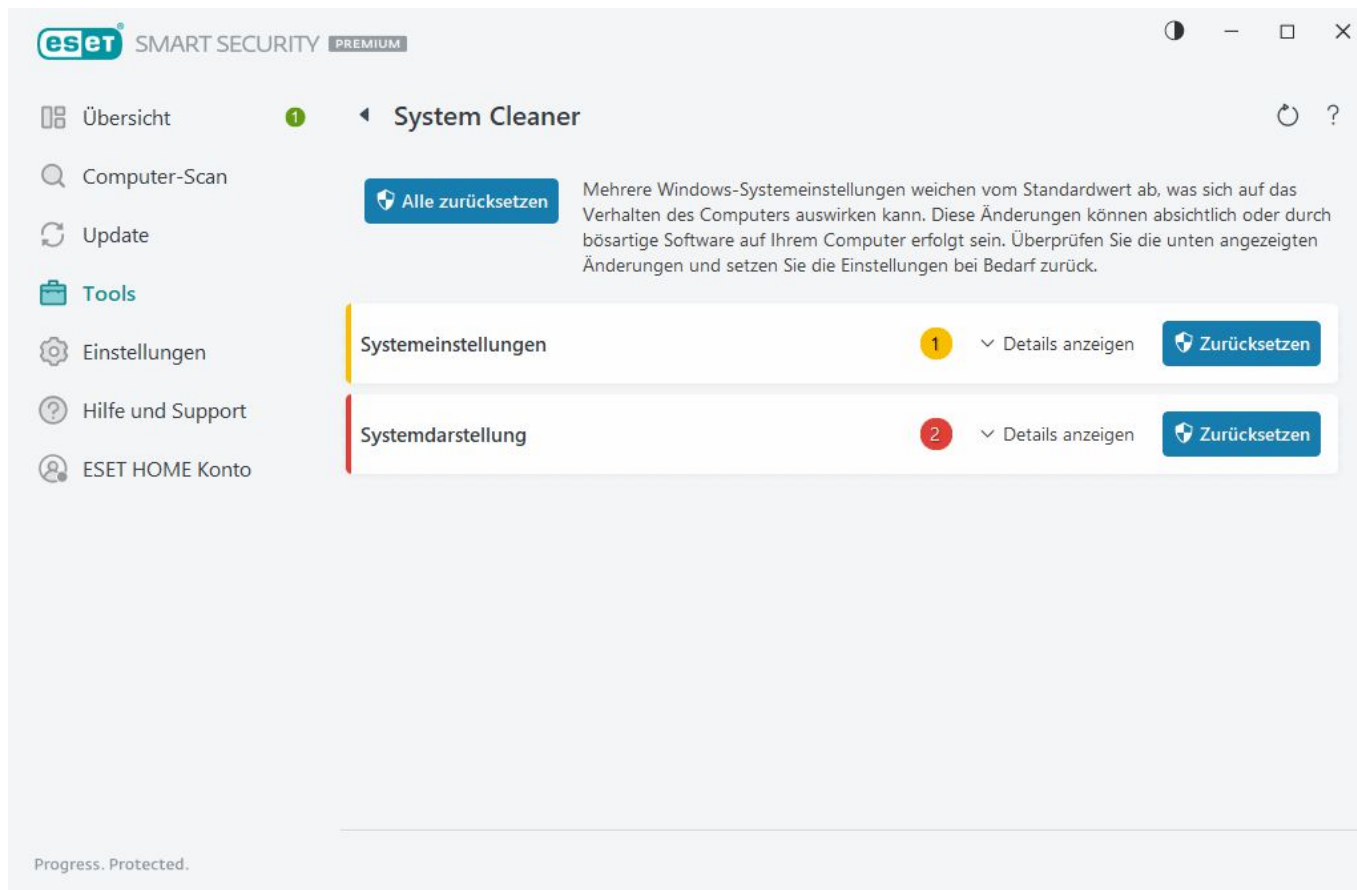 eset® SMART SECURITY PREMIUM
Übersicht 1
Computer-Scan
Update
Tools
Einstellungen
Hilfe und Support
ESET HOME Konto
System Cleaner ?
Alle zurücksetzen
Mehrere Windows-Systemeinstellungen weichen vom Standardwert ab, was sich auf das
Verhalten des Computers auswirken kann. Diese Änderungen können absichtlich oder durch
bösartige Software auf Ihrem Computer erfolgt sein. Überprüfen Sie die unten angezeigten
Änderungen und setzen Sie die Einstellungen bei Bedarf zurück.
Systemeinstellungen 1 Details anzeigen Zurücksetzen
Systemdarstellung 2 Details anzeigen Zurücksetzen
Progress. Protected.